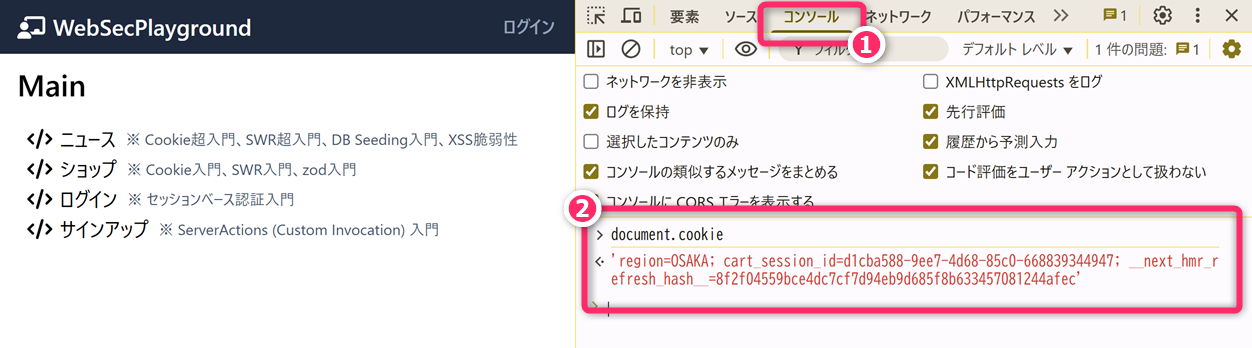 WebSecPlayground
ログイン
Main
</> ニュース ※ Cookie超入門、SWR超入門、DB Seeding入門、XSS脆弱性
</> ショップ ※ Cookie入門、SWR入門、zod入門
</> ログイン ※ セッションベース認証入門
</> サインアップ ※ ServerActions (Custom Invocation) 入門
要素 ソース コンソール ネットワーク パフォーマンス 1
1
top ▼ フィル デフォルト レベル ▼ 1 件の問題: 1
ネットワークを非表示 XMLHttpRequests をログ
ログを保持 先行評価
選択したコンテンツのみ 履歴から予測入力
コンソールの類似するメッセージをまとめる コード評価をユーザー アクションとして扱わない
コンソールに CORS エラーを表示する
2
> document.cookie
'region=OSAKA; cart_session_id=d1cba588-9ee7-4d68-85c0-668839344947; __next_hmr_r
efresh_hash__=8f2f04559bce4dc7cf7d94eb9d685f8b633457081244afec'
>